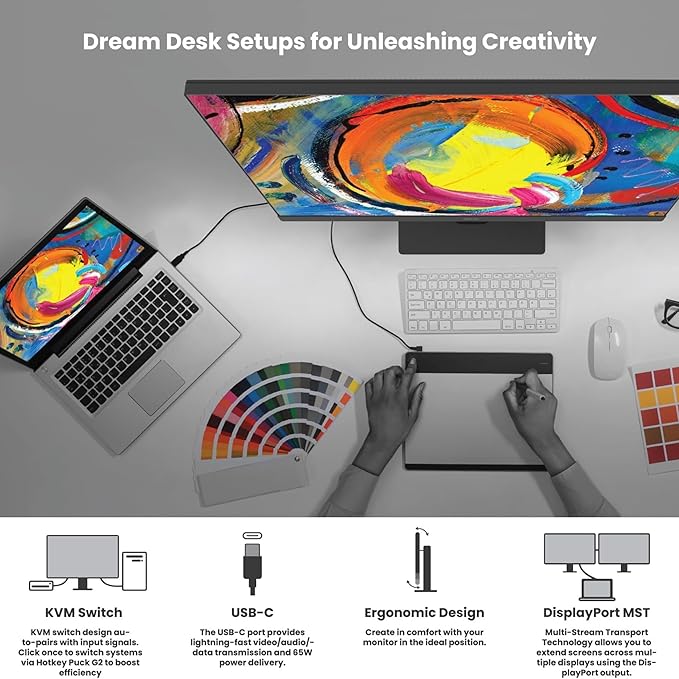 Dream Desk Setups for Unleashing Creativity
KVM Switch
KVM switch design au-
to-pairs with input signals.
Click once to switch systems
via Hotkey Puck G2 to boost
efficiency
USB-C
The USB-C port provides
lightning-fast video/audio/-
data transmission and 65W
power delivery.
Ergonomic Design
Create in comfort with your
monitor in the ideal position.
DisplayPort MST
Multi-Stream Transport
Technology allows you to
extend screens across mul-
tiple displays using the Dis-
playPort output.